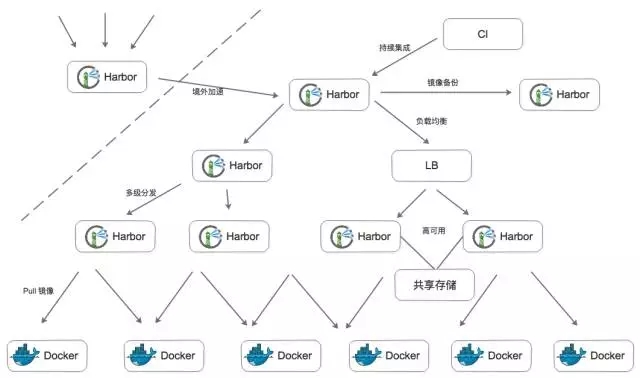 CI
持续集成
Harbor
境外加速
Harbor
镜像备份
Harbor
负载均衡
Harbor
LB
多级分发
Harbor
Harbor
Harbor
高可用
Harbor
共享存储
Pull 镜像
Docker
Docker
Docker
Docker
Docker
Docker